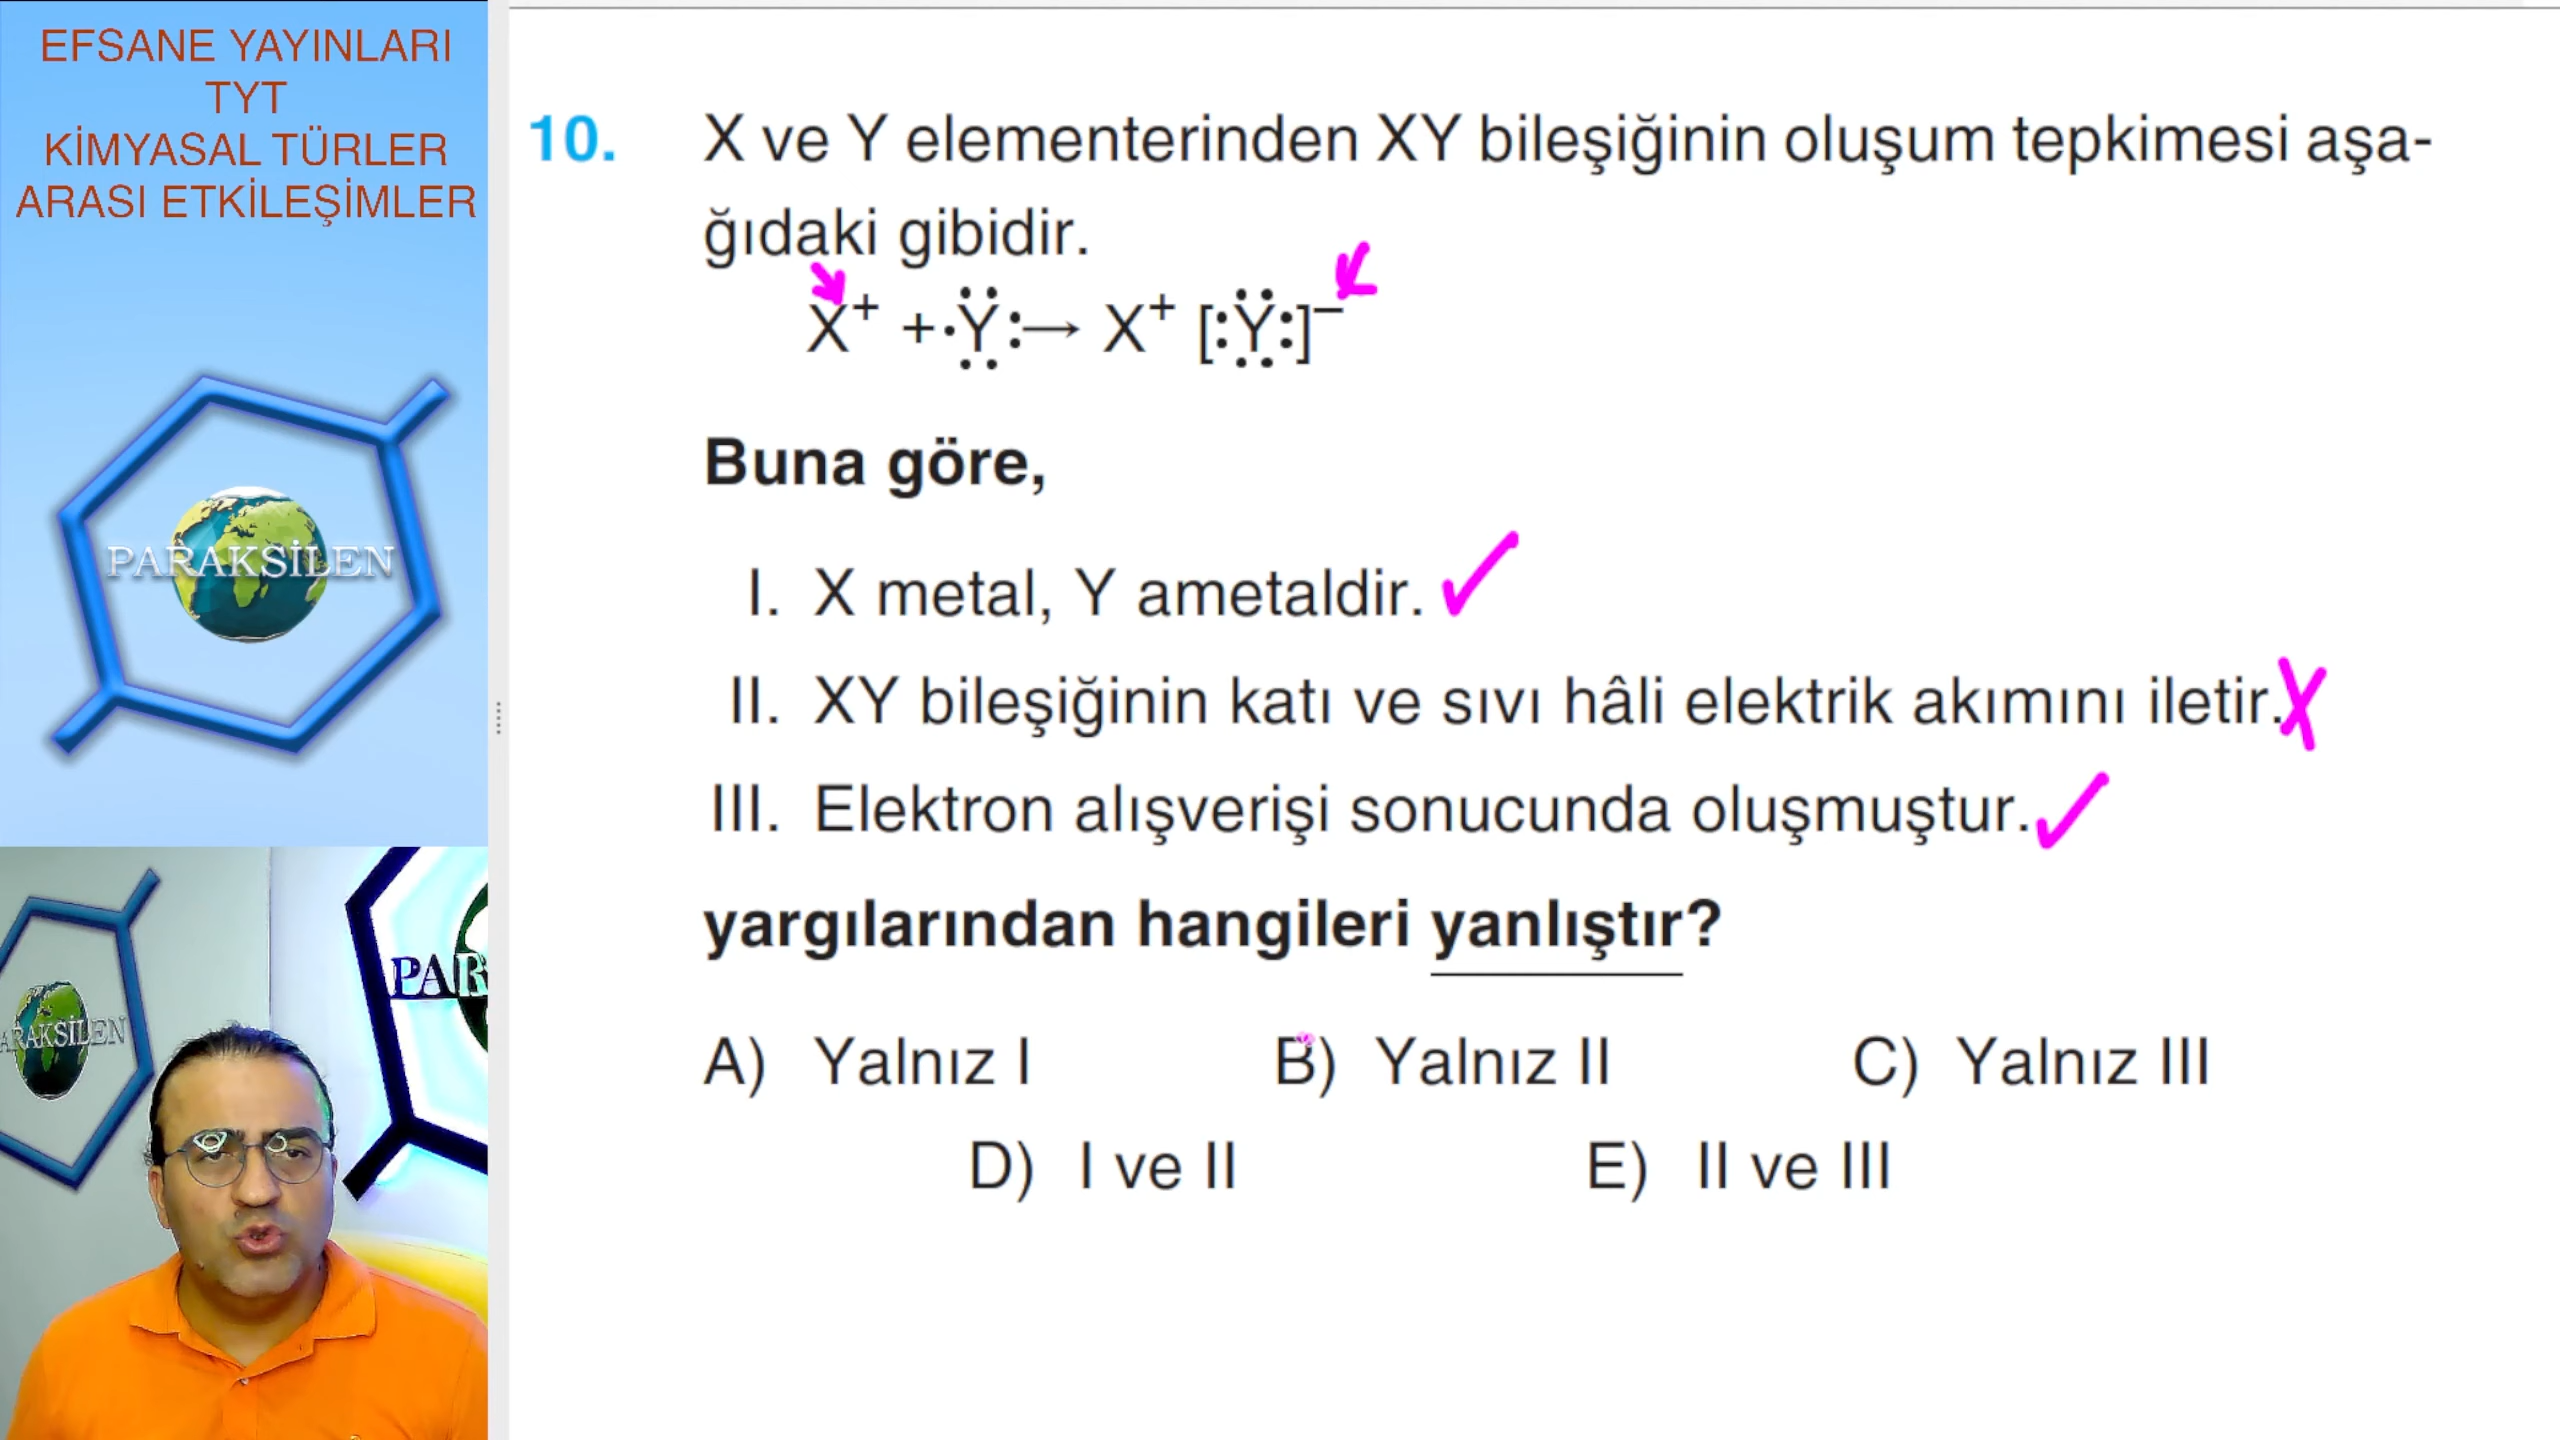 EFSANE YAYINLARI
TYT
KİMYASAL TÜRLER
ARASI ETKİLEŞİMLER
PARAKSİLEN
ARAKSİLEN
PAR
10. X ve Y elementerinden XY bileşiğinin oluşum tepkimesi aşa-
ğıdaki gibidir.
X⁺ + ·Y: → X⁺ [:Y:]⁻
Buna göre,
I. X metal, Y ametaldir.
II. XY bileşiğinin katı ve sıvı hâli elektrik akımını iletir.
III. Elektron alışverişi sonucunda oluşmuştur.
yargılarından hangileri yanlıştır?
A) Yalnız I B) Yalnız II C) Yalnız III
D) I ve II E) II ve III